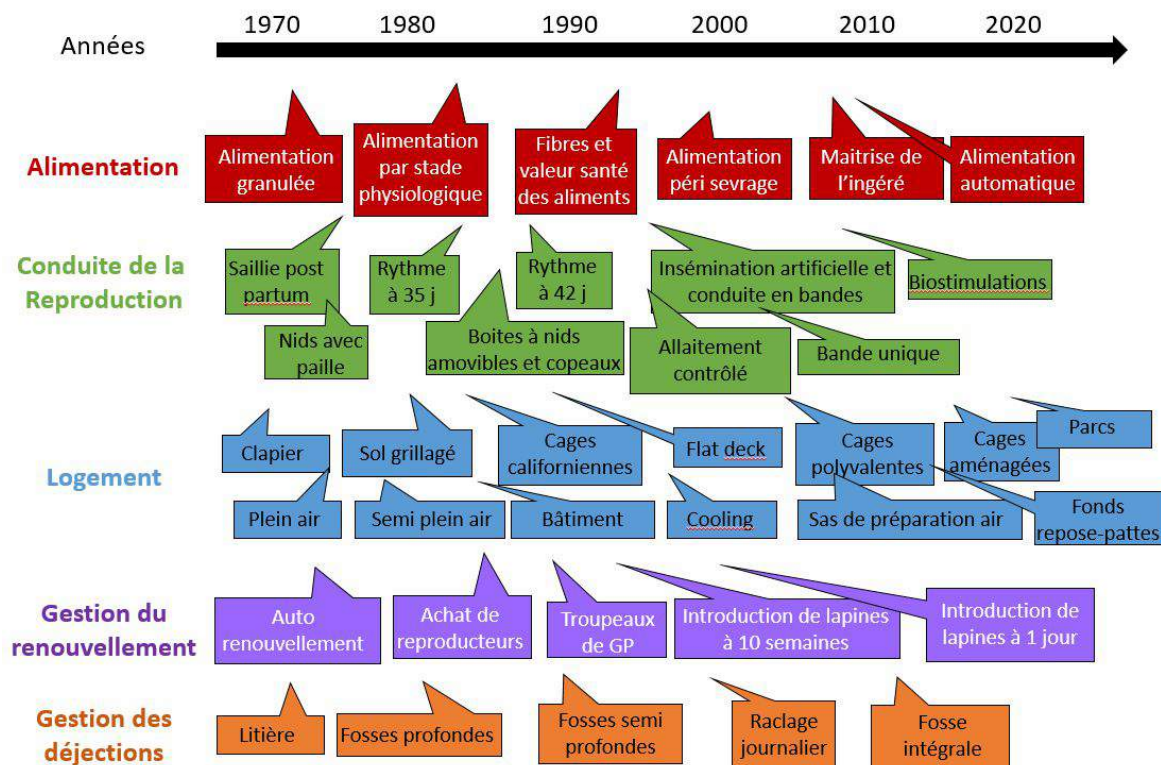 1970 1980 1990 2000 2010 2020
Années
Alimentation
Alimentation
granulée
Alimentation
par stade
physiologique
Fibres et
valeur santé
des aliments
Alimentation
péri sevrage
Maitrise de
l'ingéré
Alimentation
automatique
Conduite de la
Reproduction
Saillie post
partum
Rythme
à 35 j
Rythme
à 42 j
Insémination artificielle et
conduite en bandes
Biostimulations
Nids avec
paille
Boites à nids
amovibles et copeaux
Allaitement
contrôlé
Bande unique
Logement
Clapier
Sol grillagé
Cages
californiennes
Flat deck
Cages
polyvalentes
Cages
aménagées
Parcs
Plein air
Semi plein air
Bâtiment
Cooling
Sas de préparation air
Fonds
repose-pattes
Gestion du
renouvellement
Auto
renouvellement
Achat de
reproducteurs
Troupeaux
de GP
Introduction de lapines
à 10 semaines
Introduction de
lapines à 1 jour
Gestion des
déjections
Litière
Fosses profondes
Fosses semi
profondes
Raclage
journalier
Fosse
intégrale